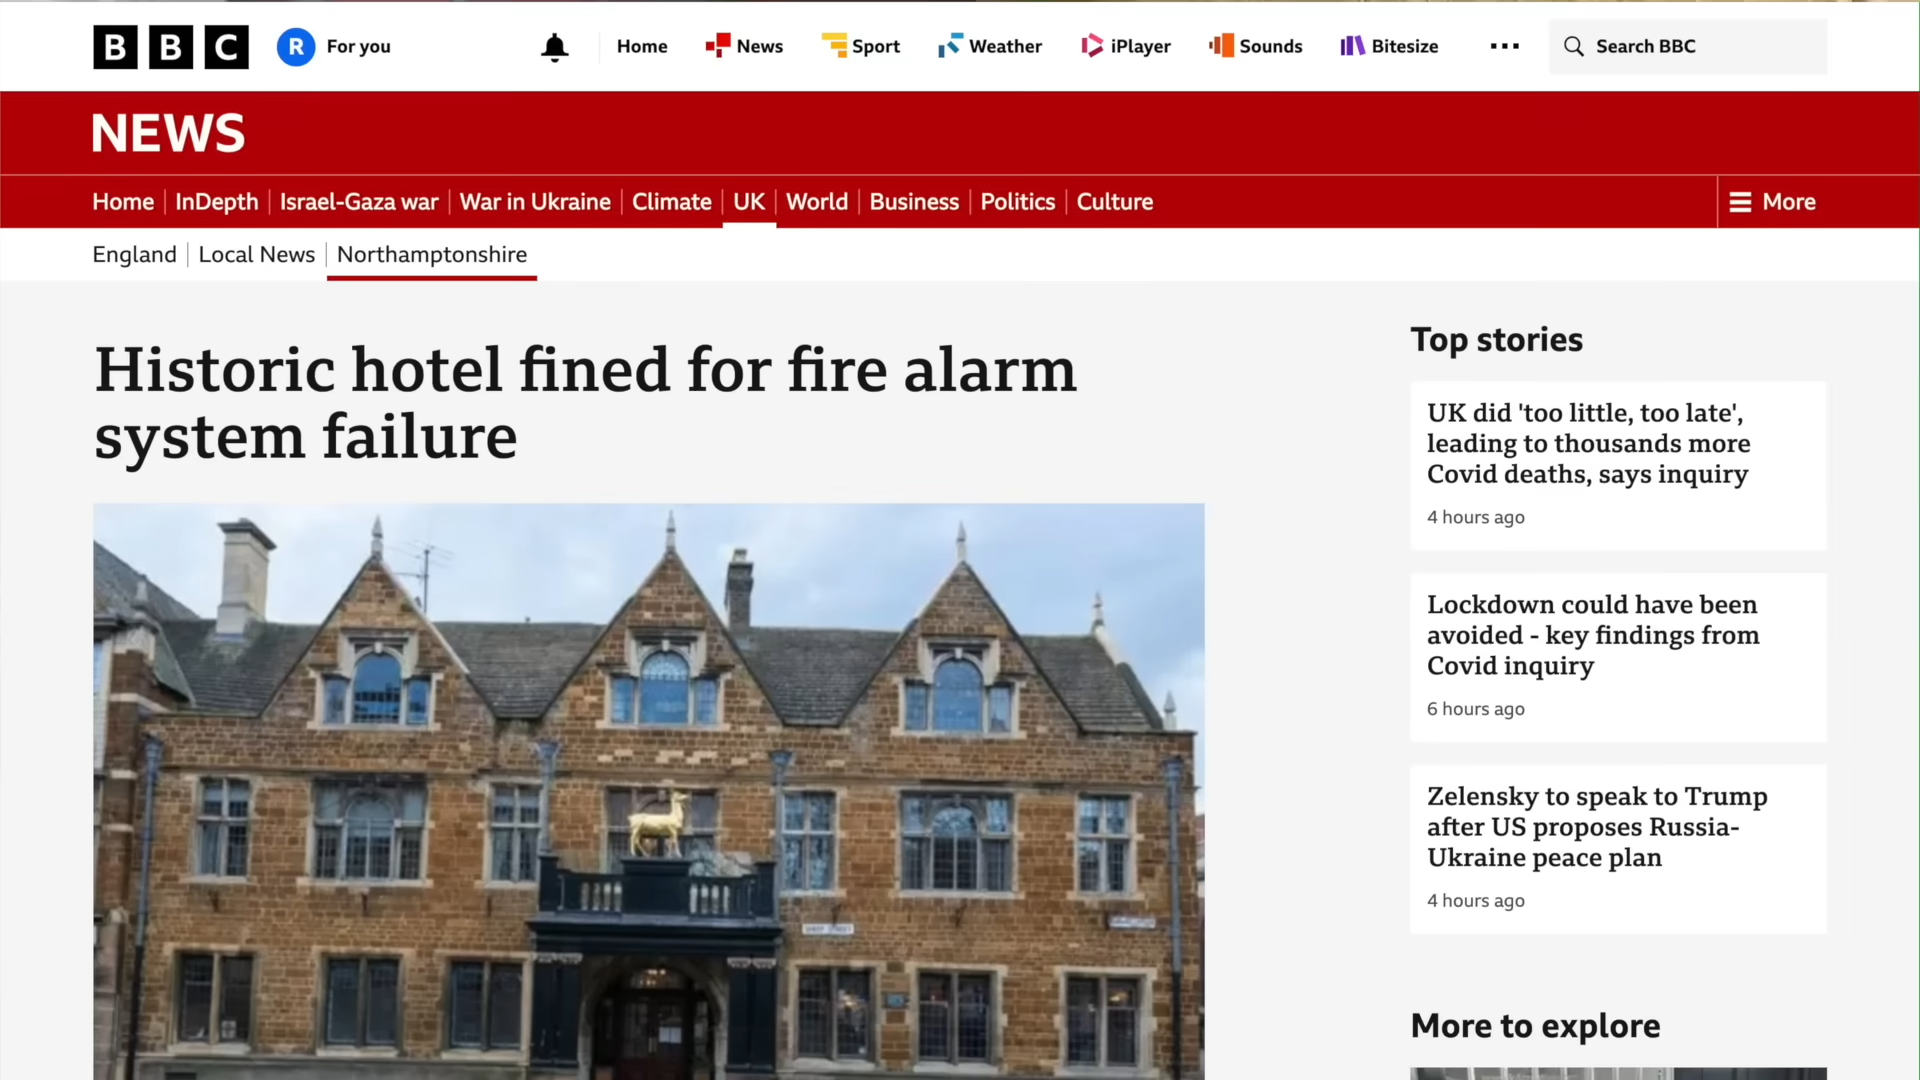 BBC
R For you
Home
News
Sport
Weather
iPlayer
Sounds
Bitesize
Search BBC
NEWS
Home InDepth Israel-Gaza war War in Ukraine Climate UK World Business Politics Culture
More
England Local News Northamptonshire
Historic hotel fined for fire alarm
system failure
Top stories
UK did 'too little, too late',
leading to thousands more
Covid deaths, says inquiry
4 hours ago
Lockdown could have been
avoided - key findings from
Covid inquiry
6 hours ago
Zelensky to speak to Trump
after US proposes Russia-
Ukraine peace plan
4 hours ago
More to explore